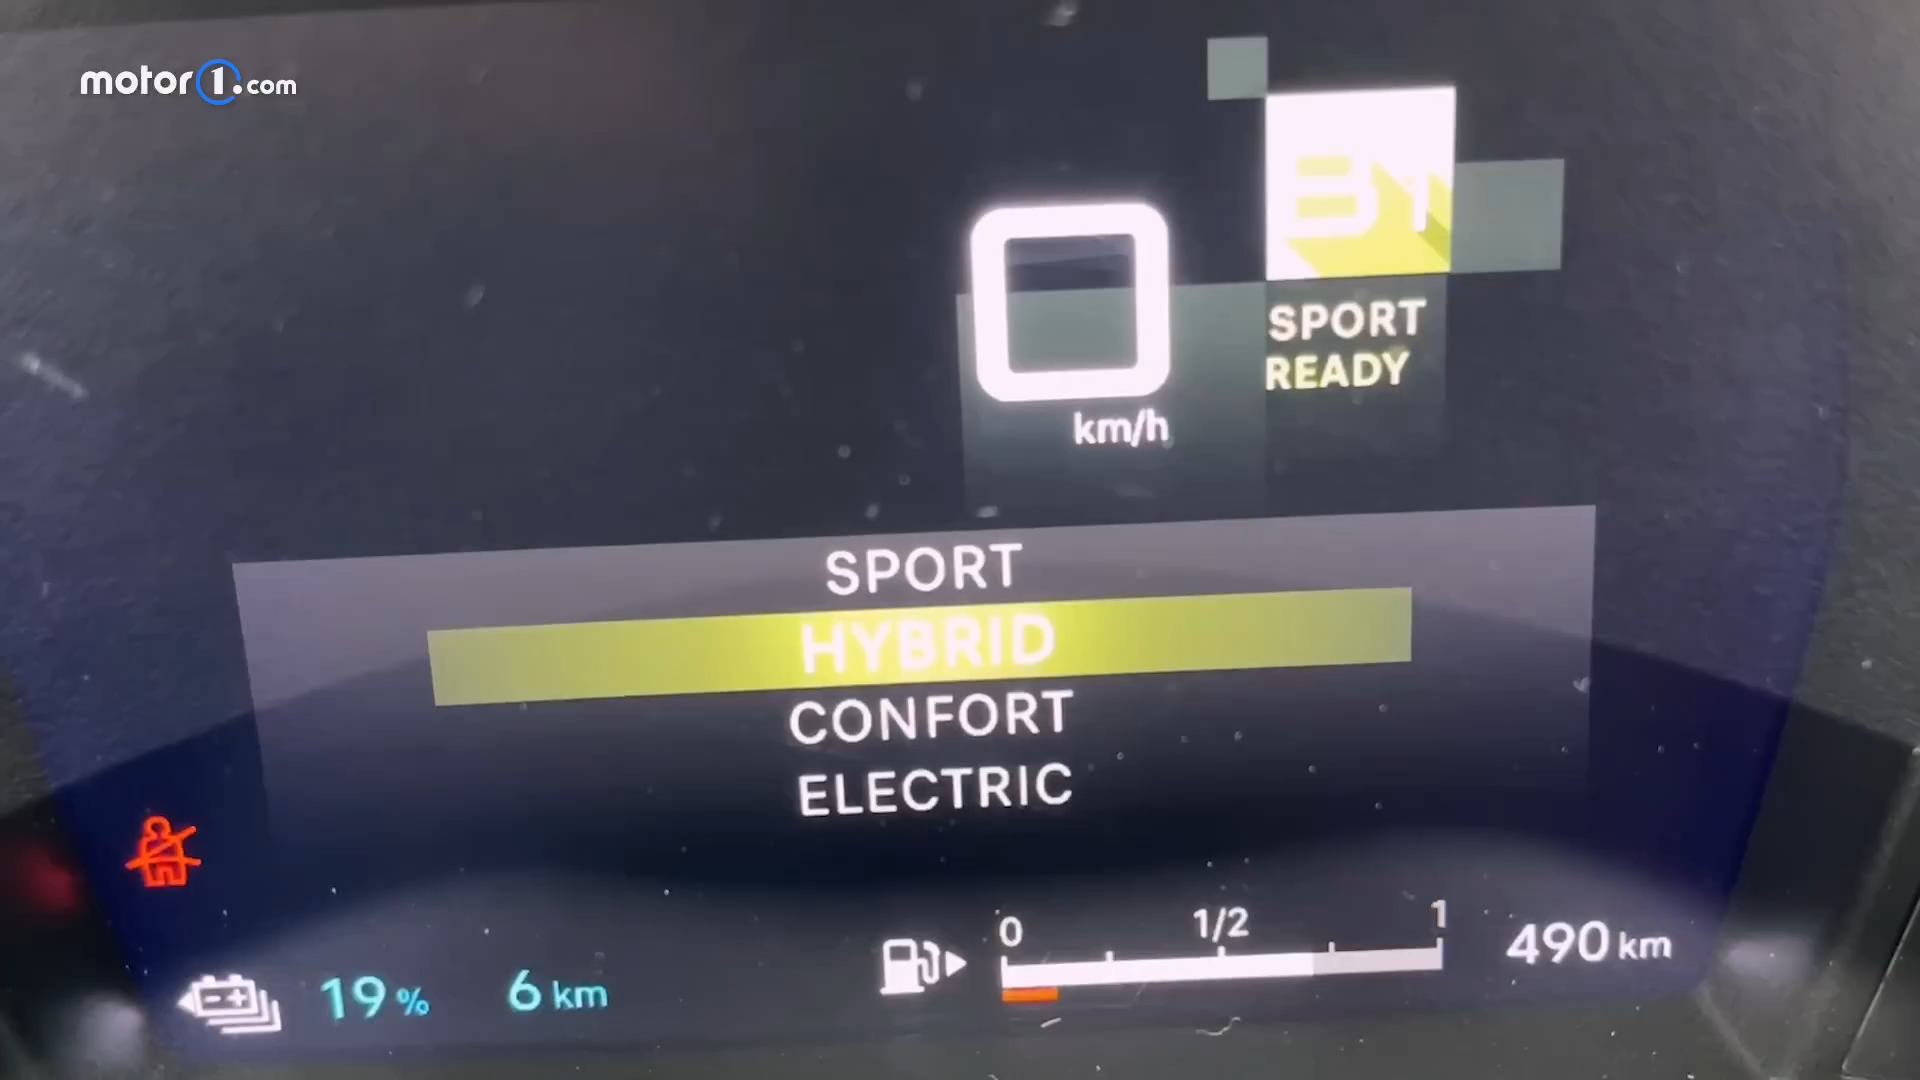 motor1.com
0
km/h
SPORT
READY
SPORT
HYBRID
CONFORT
ELECTRIC
19 %
6 km
0 1/2 1
490 km